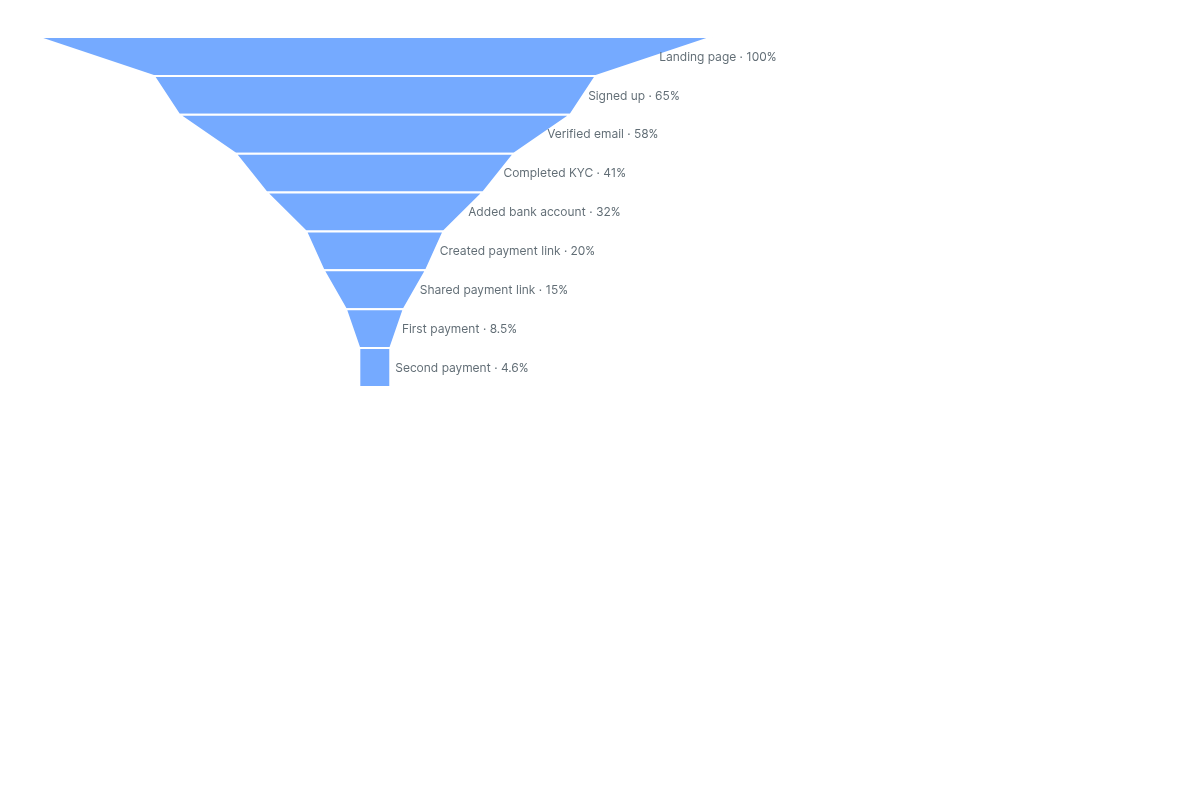 Landing page · 100%
Signed up · 65%
Verified email · 58%
Completed KYC · 41%
Added bank account · 32%
Created payment link · 20%
Shared payment link · 15%
First payment · 8.5%
Second payment · 4.6%